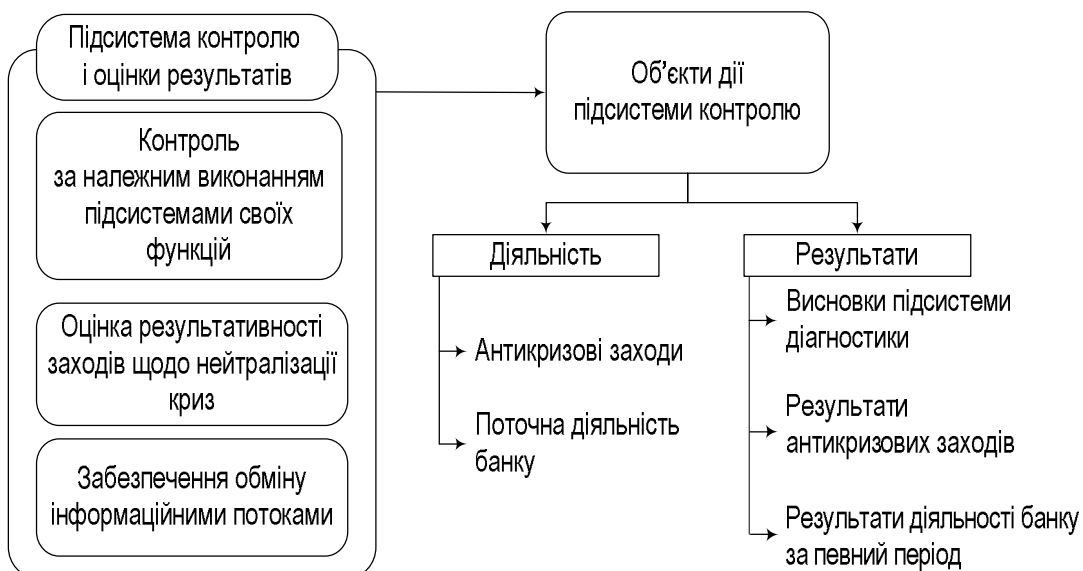 Підсистема контролю
і оцінки результатів
Контроль
за належним виконанням
підсистемами своїх
функцій
Оцінка результативності
заходів щодо нейтралізації
криз
Забезпечення обміну
інформаційними потоками
Об’єкти дії
підсистеми контролю
Діяльність
Антикризові заходи
Поточна діяльність
банку
Результати
Висновки підсистеми
діагностики
Результати
антикризових заходів
Результати діяльності банку
за певний період